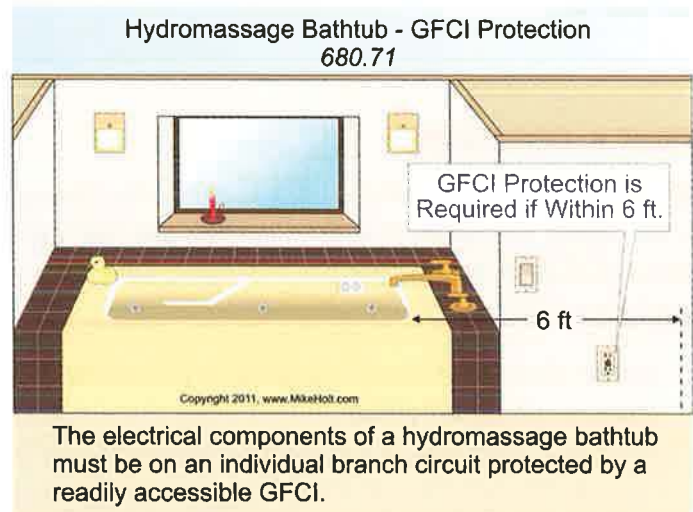 Hydromassage Bathtub - GFCI Protection
680.71
GFCI Protection is
Required if Within 6 ft.
6 ft
Copyright 2011, www.MikeHolt.com
The electrical components of a hydromassage bathtub
must be on an individual branch circuit protected by a
readily accessible GFCI.